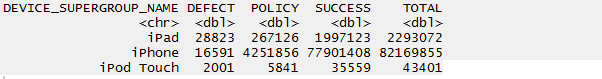 DEVICE_SUPERGROUP_NAME DEFECT POLICY SUCCESS TOTAL
<chr> <dbl> <dbl> <dbl> <dbl>
iPad 28823 267126 1997123 2293072
iPhone 16591 4251856 77901408 82169855
iPod Touch 2001 5841 35559 43401